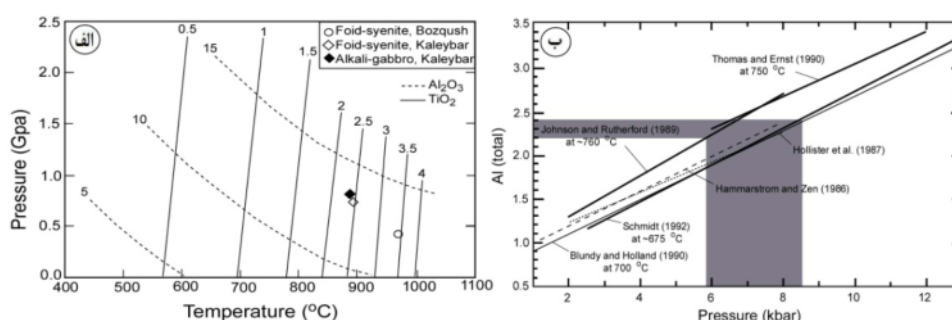 الف
2.5
2.0
1.5
1.0
0.5
0.0
Pressure (Gpa)
400 500 600 700 800 900 1000 1100
Temperature (°C)
0.5
1
1.5
2
2.5
3
3.5
4
15
10
5
Foid-syenite, Bozqush
Foid-syenite, Kaleybar
Alkali-gabbro, Kaleybar
Al₂O₃
TiO₂
ب
3.5
3.0
2.5
2.0
1.5
1.0
0.5
Al (total)
2 4 6 8 10 12
Pressure (kbar)
Thomas and Ernst (1990)
at 750 °C
Johnson and Rutherford (1989)
at ~760 °C
Hollister et al. (1987)
Hammarstrom and Zen (1986)
Schmidt (1992)
at ~675 °C
Blundy and Holland (1990)
at 700 °C